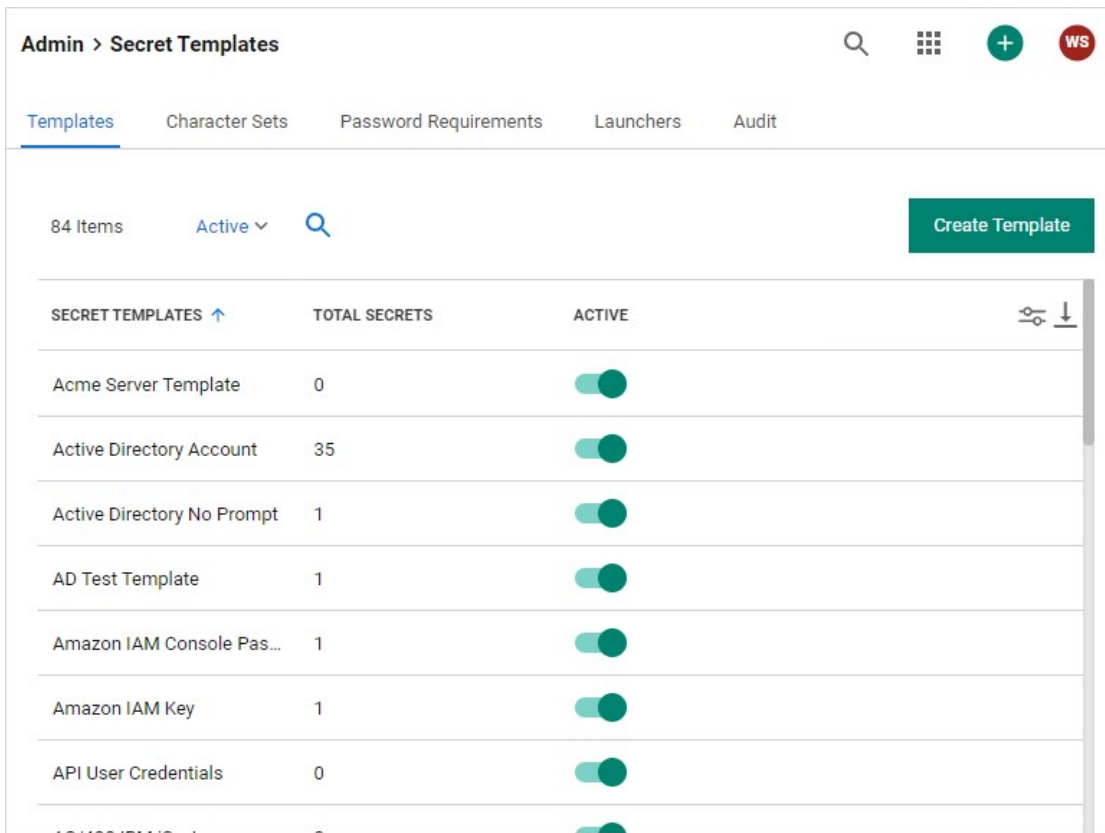 Admin > Secret Templates
WS
Templates Character Sets Password Requirements Launchers Audit
84 Items Active Create Template
SECRET TEMPLATES TOTAL SECRETS ACTIVE
Acme Server Template 0
Active Directory Account 35
Active Directory No Prompt 1
AD Test Template 1
Amazon IAM Console Pas... 1
Amazon IAM Key 1
API User Credentials 0